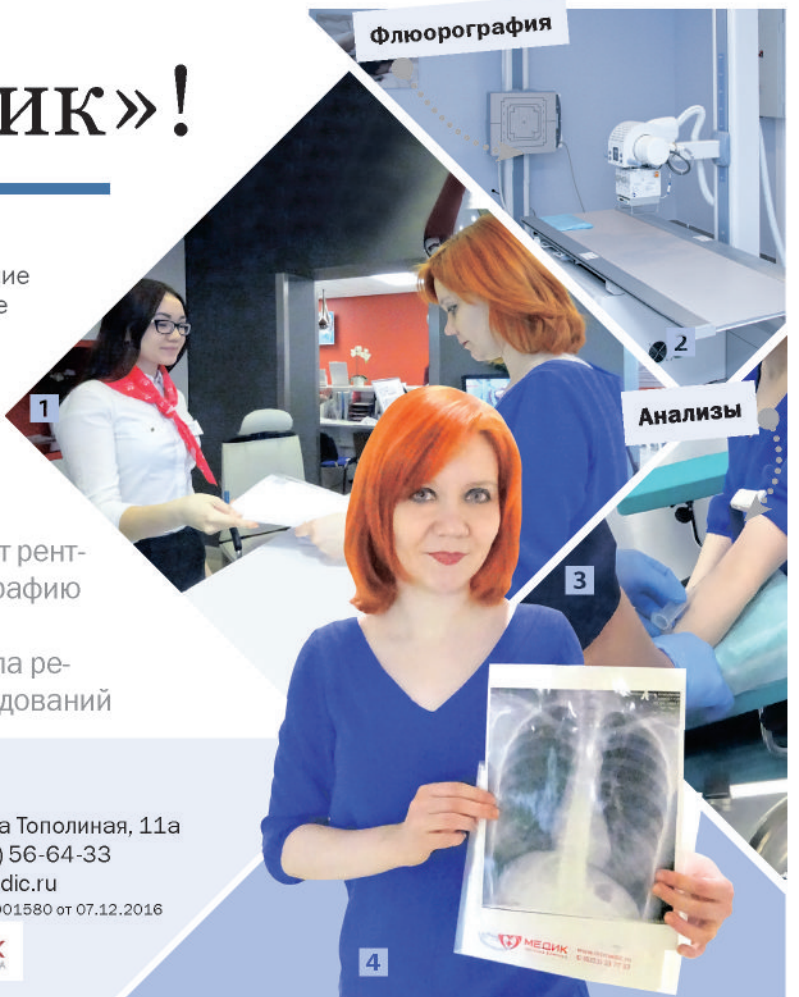 Флюорография
ик»!
ие
е
1
2
Анализы
3
т рент-
рафию
ла ре-
дований
а Тополиная, 11а
) 56-64-33
dic.ru
001580 от 07.12.2016
К
4
МЕДИК